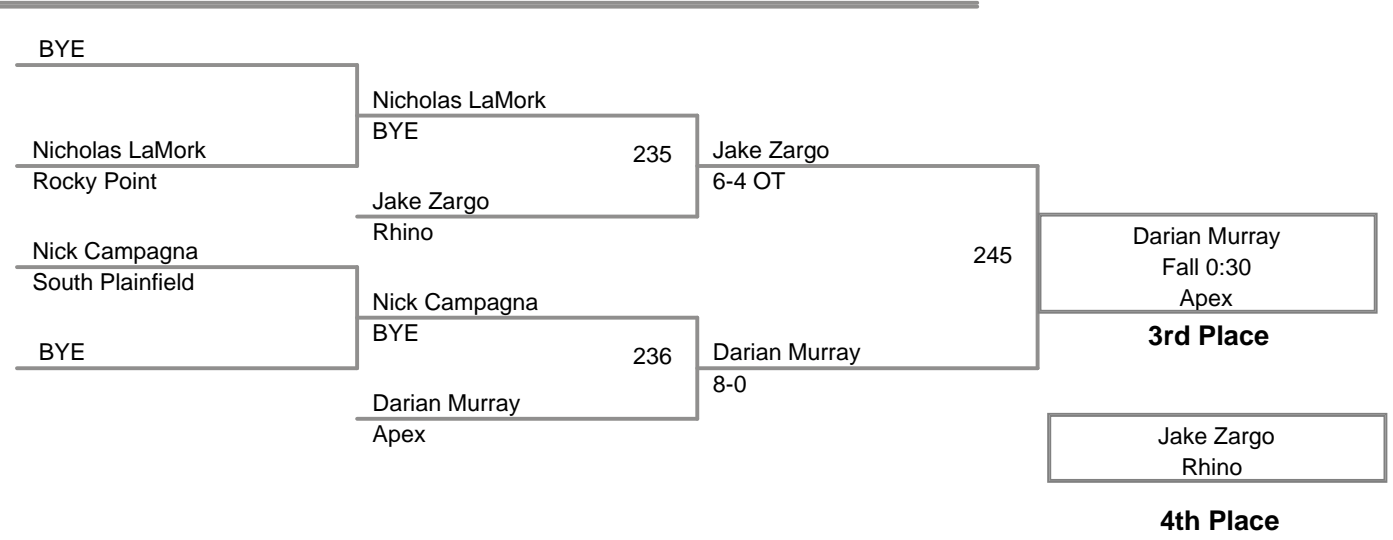 BYE
Nicholas LaMork
BYE
Nicholas LaMork
235
Jake Zargo
Rocky Point
6-4 OT
Jake Zargo
Rhino
Darian Murray
Nick Campagna
245
Fall 0:30
South Plainfield
Apex
Nick Campagna
BYE
3rd Place
BYE
236
Darian Murray
8-0
Darian Murray
Apex
Jake Zargo
Rhino
4th Place